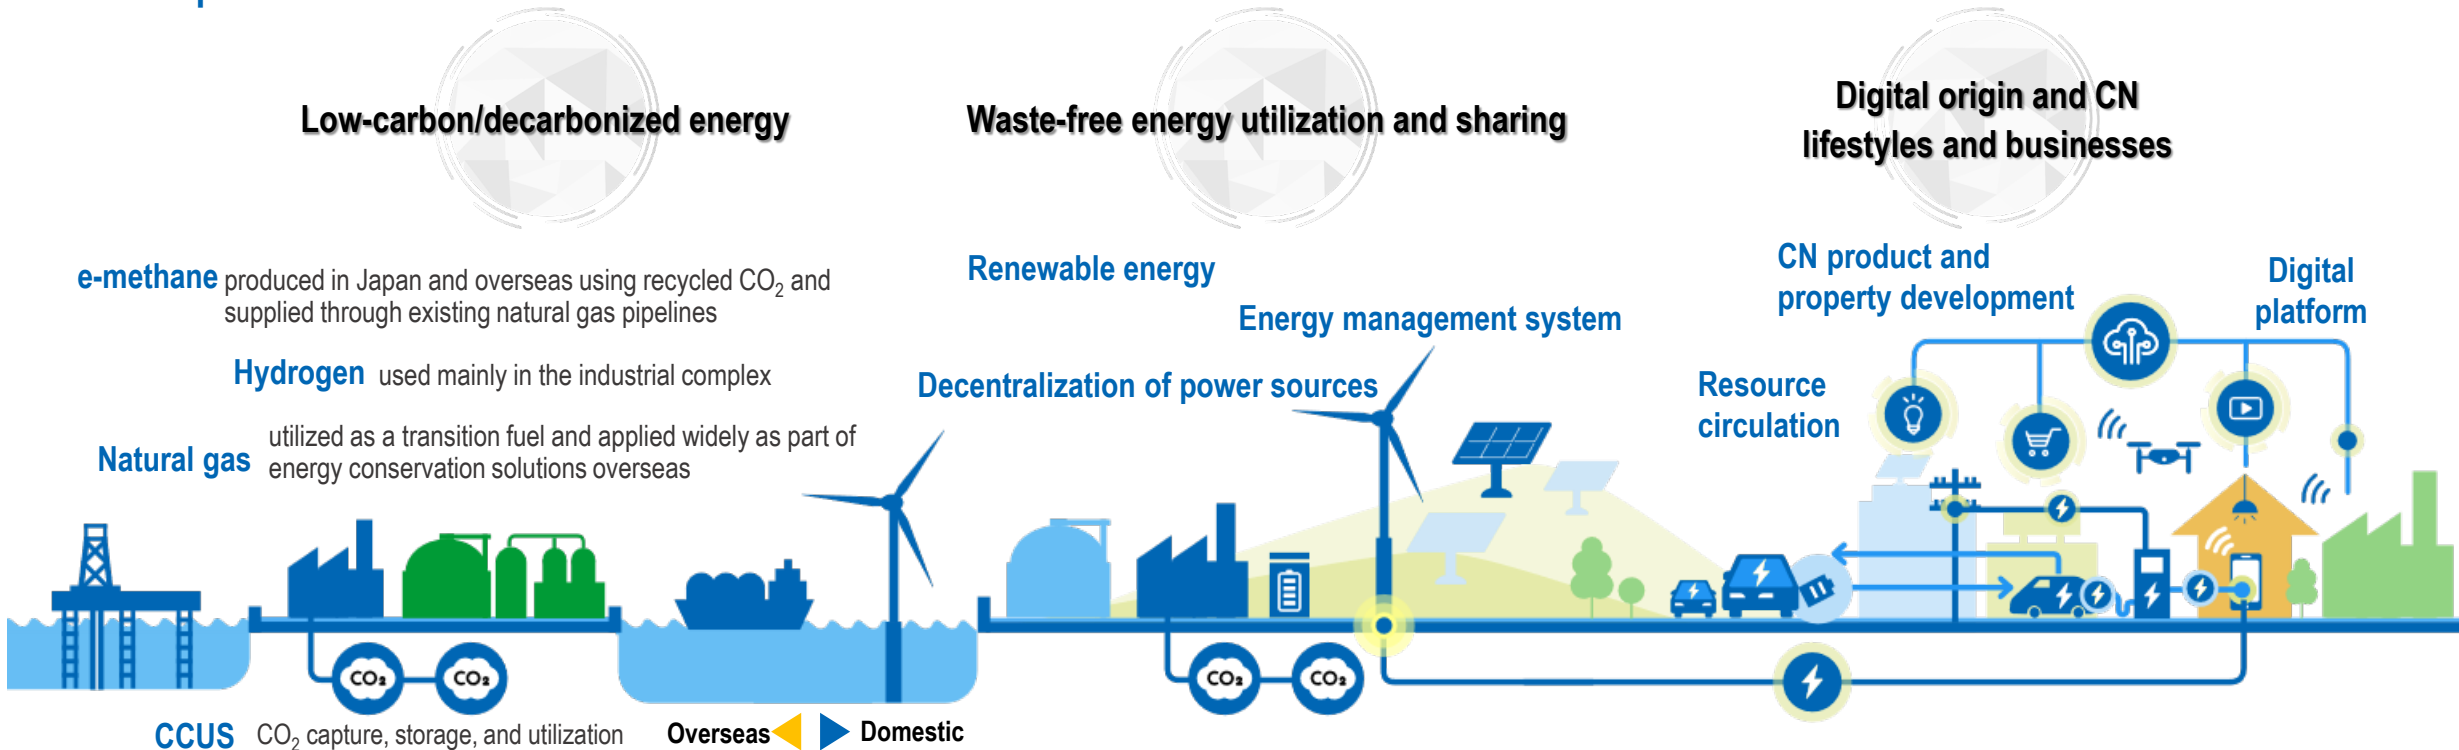 Low-carbon/decarbonized energy
e-methane produced in Japan and overseas using recycled CO₂ and
supplied through existing natural gas pipelines
Hydrogen used mainly in the industrial complex
Natural gas utilized as a transition fuel and applied widely as part of
energy conservation solutions overseas
Waste-free energy utilization and sharing
Renewable energy
Energy management system
Decentralization of power sources
Digital origin and CN
lifestyles and businesses
CN product and
property development
Digital
platform
Resource
circulation
CO₂
CO₂
CO₂
CO₂
CCUS CO₂ capture, storage, and utilization
Overseas
Domestic